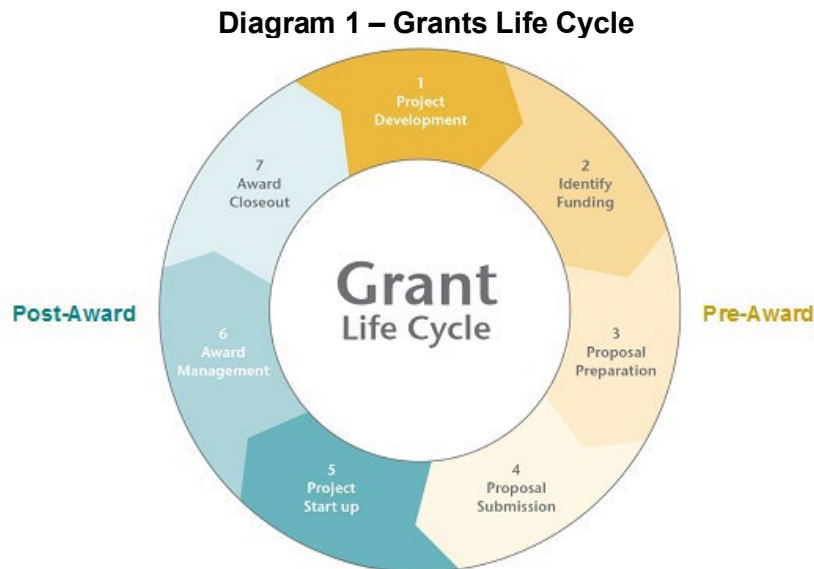 Diagram 1 – Grants Life Cycle
1
Project
Development
2
Identify
Funding
3
Proposal
Preparation
4
Proposal
Submission
5
Project
Start up
6
Award
Management
7
Award
Closeout
Grant
Life Cycle
Post-Award
Pre-Award